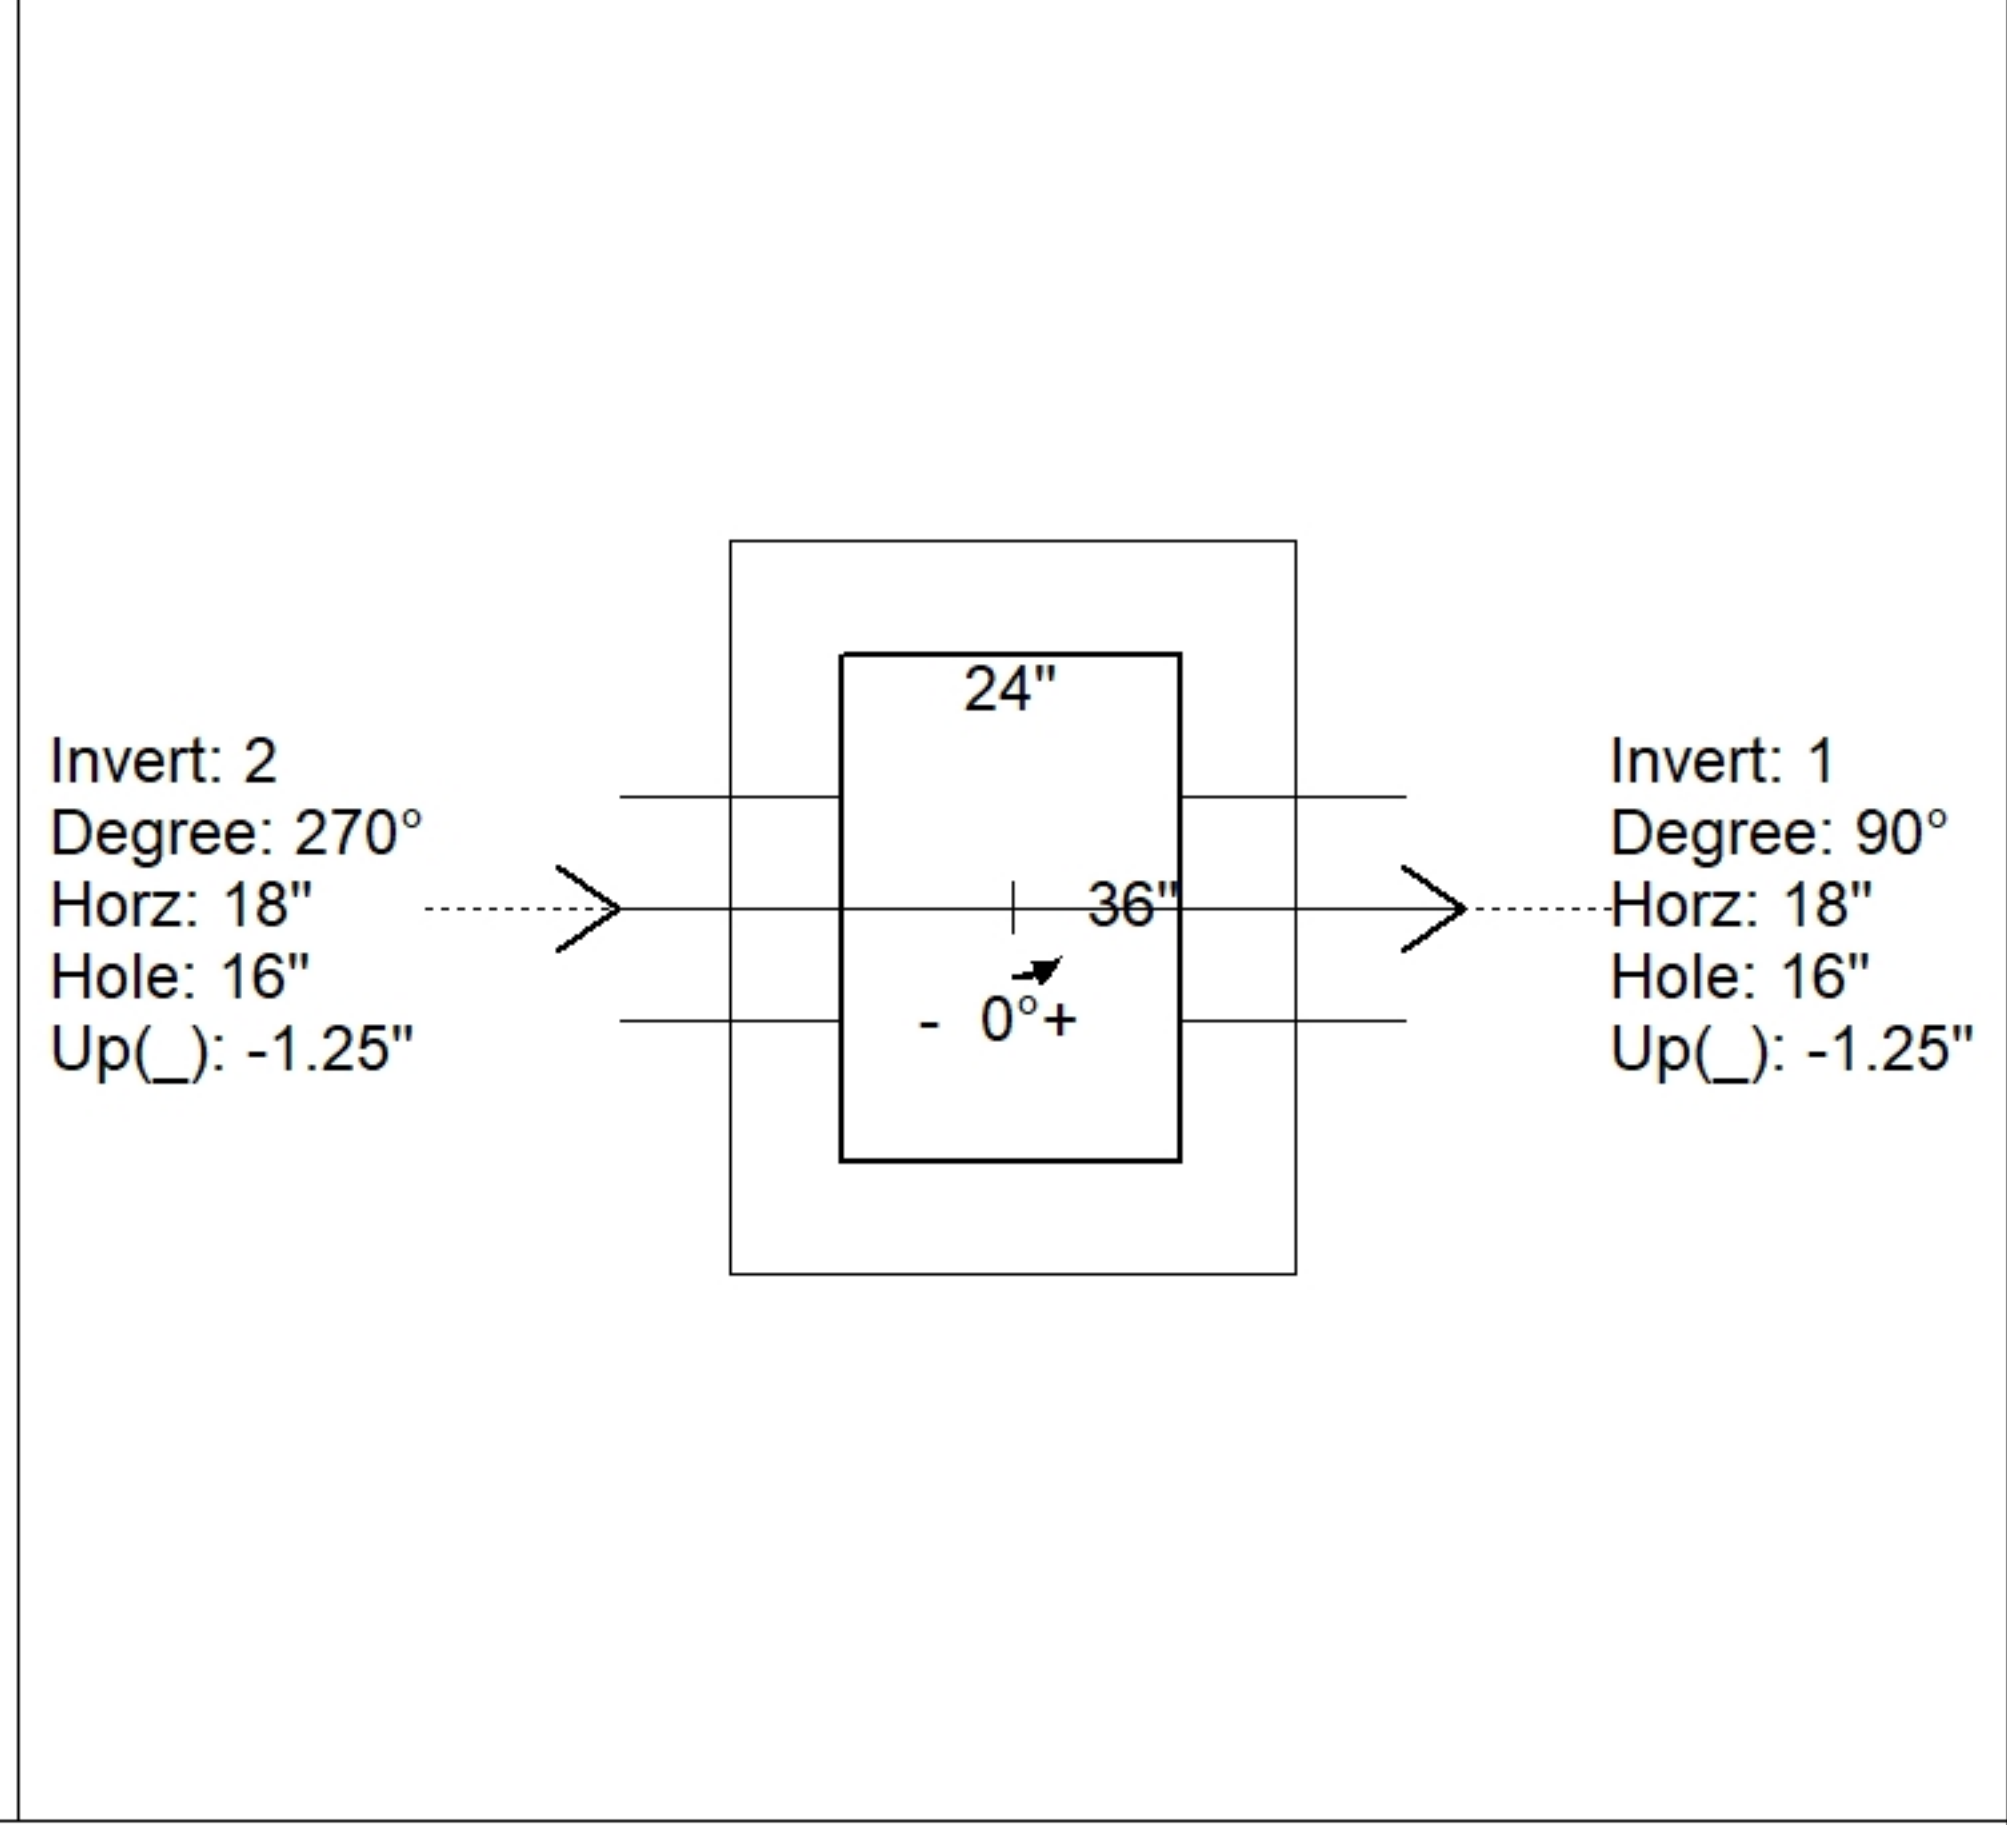 24"
Invert: 2
Degree: 270°
Horz: 18"
Hole: 16"
Up(_): -1.25"
36"
- 0°+
Invert: 1
Degree: 90°
Horz: 18"
Hole: 16"
Up(_): -1.25"